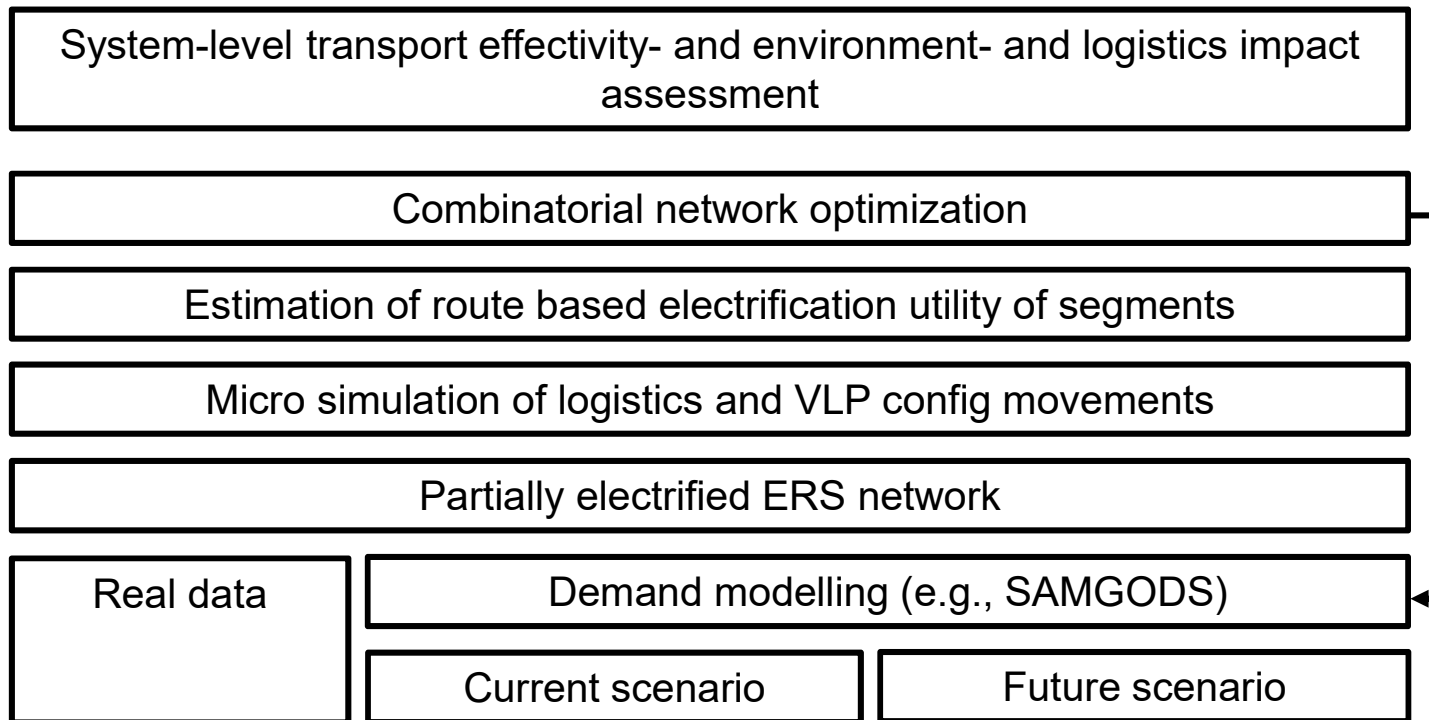 System-level transport effectivity- and environment- and logistics impact
assessment
Combinatorial network optimization
Estimation of route based electrification utility of segments
Micro simulation of logistics and VLP config movements
Partially electrified ERS network
Real data
Demand modelling (e.g., SAMGODS)
Current scenario
Future scenario